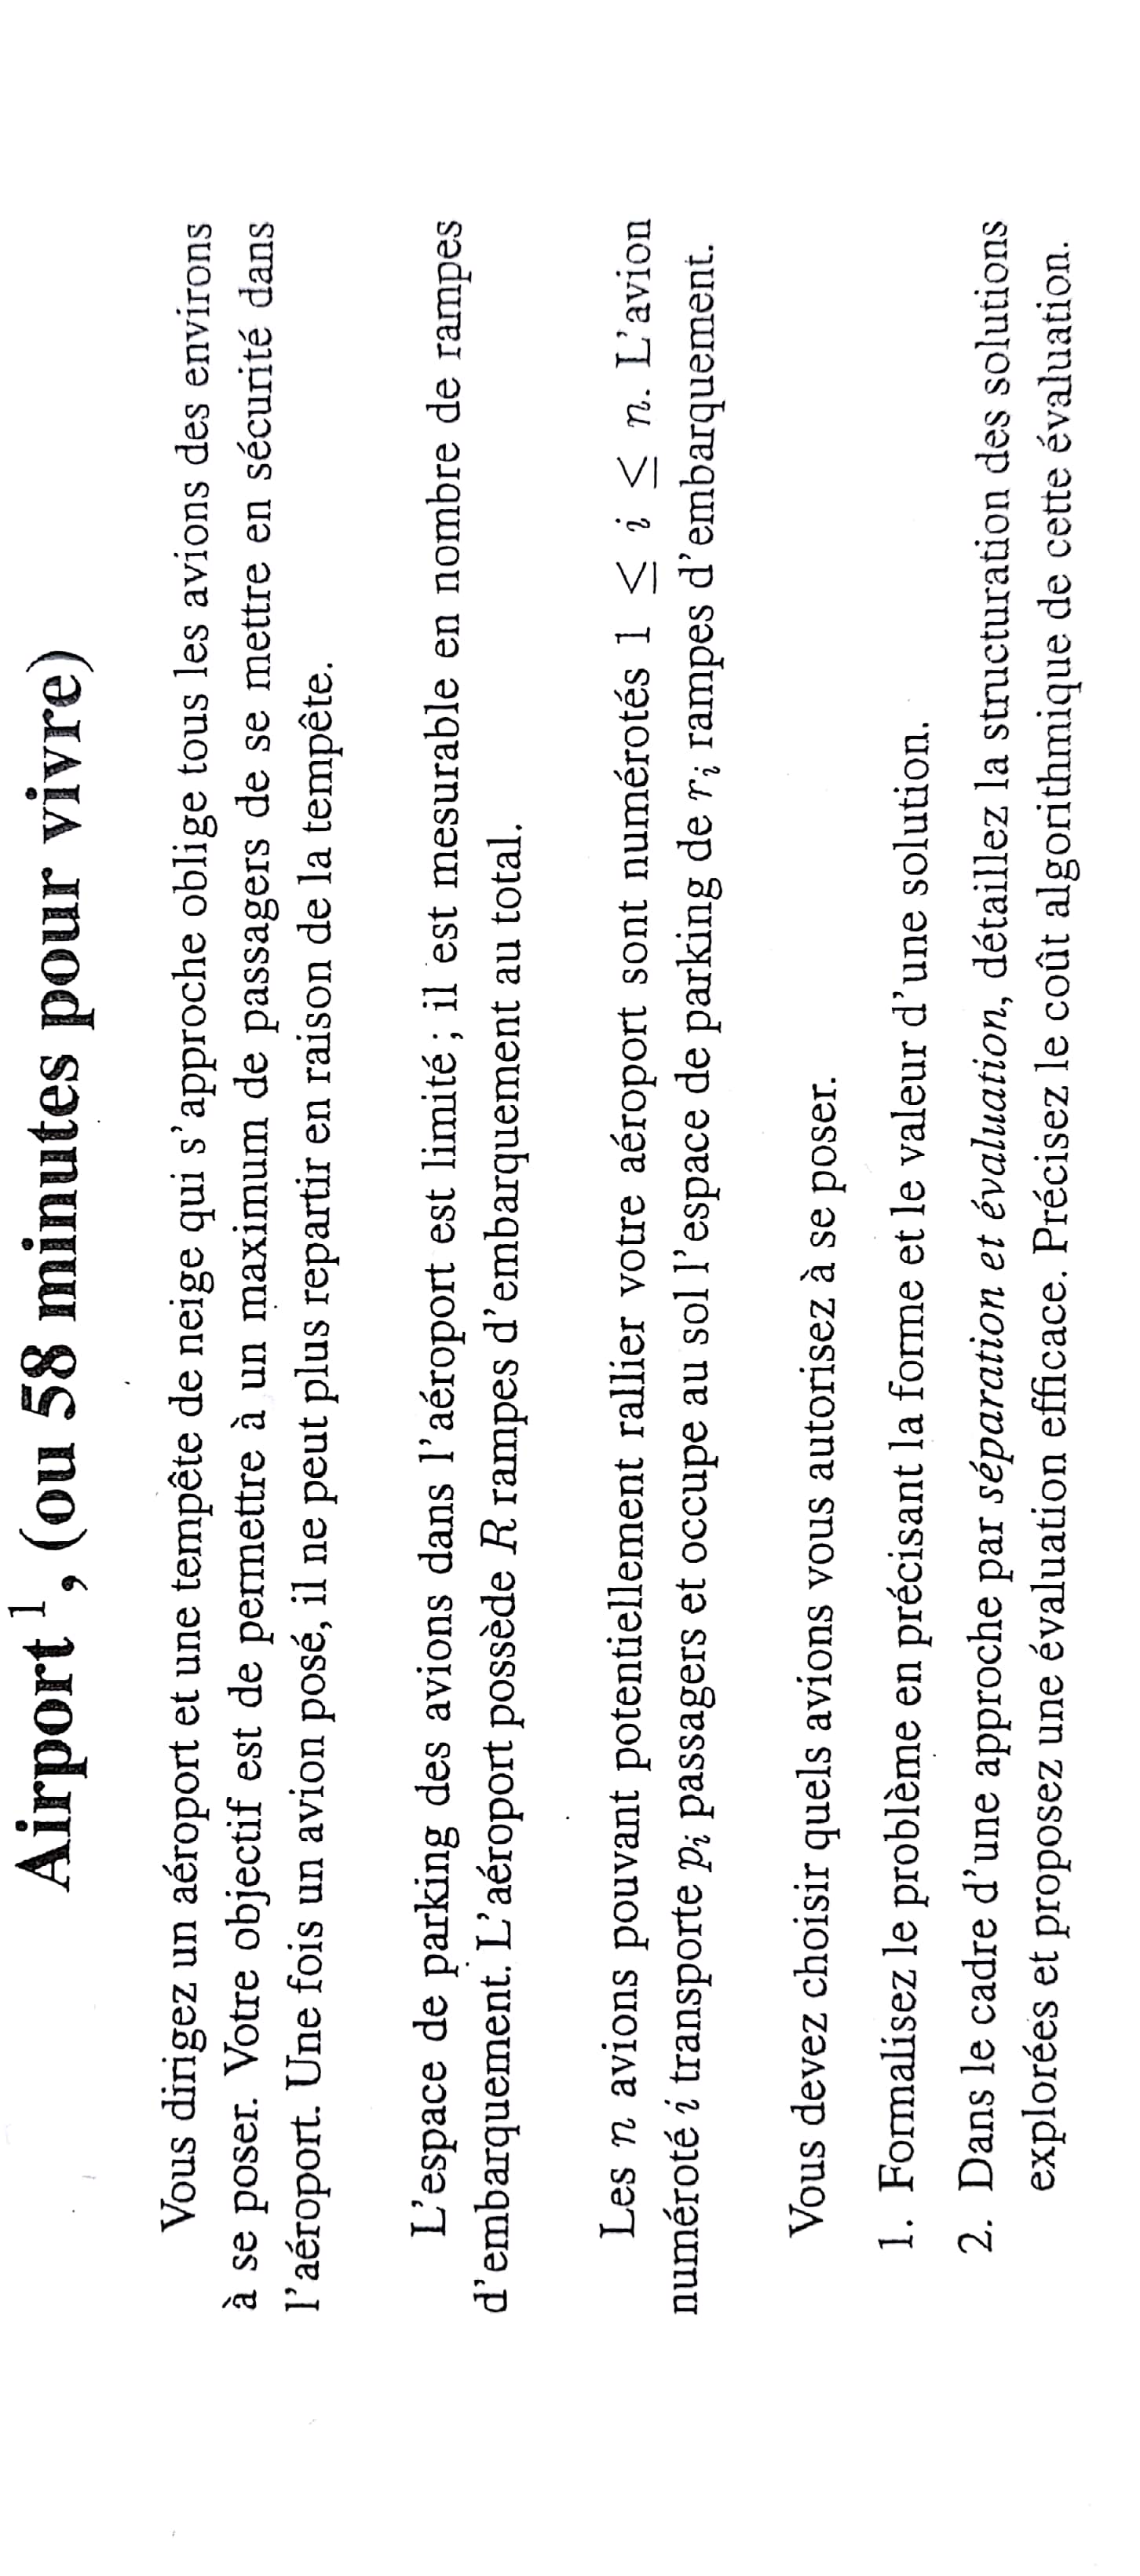 Airport ¹, (ou 58 minutes pour vivre)
Vous dirigez un aéroport et une tempête de neige qui s'approche oblige tous les avions des environs
à se poser. Votre objectif est de permettre à un maximum de passagers de se mettre en sécurité dans
l'aéroport. Une fois un avion posé, il ne peut plus repartir en raison de la tempête.
L'espace de parking des avions dans l'aéroport est limité ; il est mesurable en nombre de rampes
d'embarquement. L'aéroport possède R rampes d'embarquement au total.
Les n avions pouvant potentiellement rallier votre aéroport sont numérotés 1 ≤ i ≤ n. L'avion
numéroté i transporte pᵢ passagers et occupe au sol l'espace de parking de rᵢ rampes d'embarquement.
Vous devez choisir quels avions vous autorisez à se poser.
1. Formalisez le problème en précisant la forme et le valeur d'une solution.
2. Dans le cadre d'une approche par séparation et évaluation, détaillez la structuration des solutions
explorées et proposez une évaluation efficace. Précisez le coût algorithmique de cette évaluation.